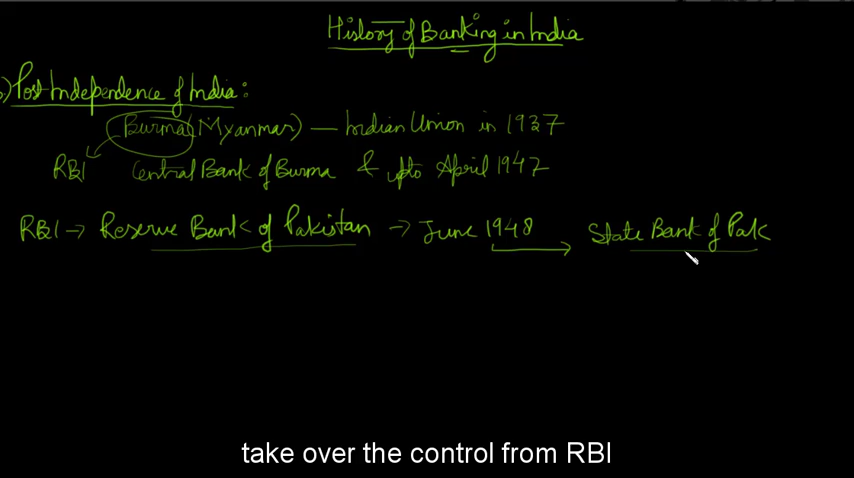 History of Banking in India
.) Post Independence of India:
Burma (Myanmar) — Indian Union in 1937
RBI Central Bank of Burma & upto April 1947
RBI → Reserve Bank of Pakistan → June 1948 → State Bank of Pak
take over the control from RBI